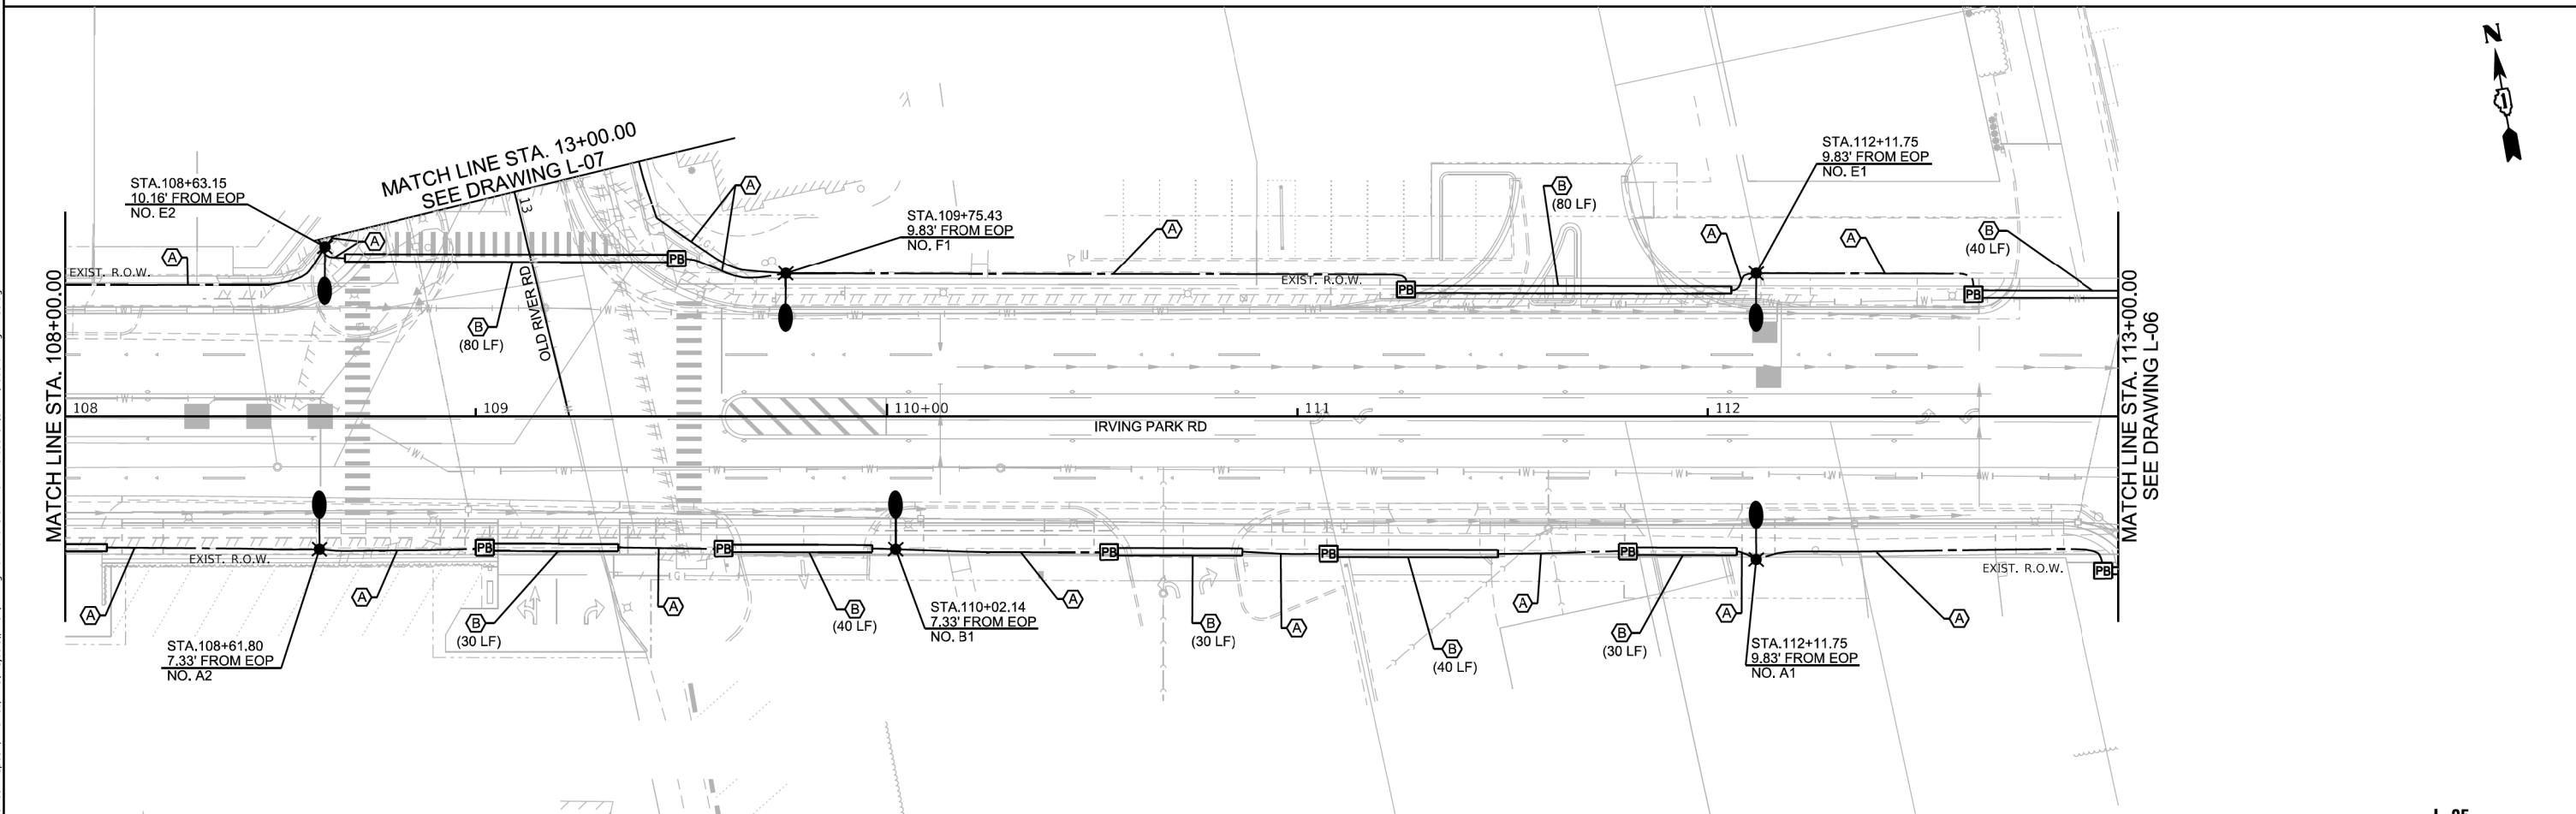 N
MATCH LINE STA. 13+00.00
SEE DRAWING L-07
STA.108+63.15
10.16' FROM EOP
NO. E2
A
A
EXIST. R.O.W.
13
PB
A
STA.109+75.43
9.83' FROM EOP
NO. F1
A
B
(80 LF)
STA.112+11.75
9.83' FROM EOP
NO. E1
A
A
B
(40 LF)
EXIST. R.O.W.
PB
PB
B
(80 LF)
OLD RIVER RD
MATCH LINE STA. 108+00.00
108
109
110+00
111
112
IRVING PARK RD
MATCH LINE STA. 113+00.00
SEE DRAWING L-06
PB
PB
PB
PB
PB
PB
EXIST. R.O.W.
EXIST. R.O.W.
A
A
B
(30 LF)
A
B
(40 LF)
A
B
(30 LF)
A
B
(40 LF)
A
B
(30 LF)
A
A
STA.108+61.80
7.33' FROM EOP
NO. A2
STA.110+02.14
7.33' FROM EOP
NO. B1
STA.112+11.75
9.83' FROM EOP
NO. A1